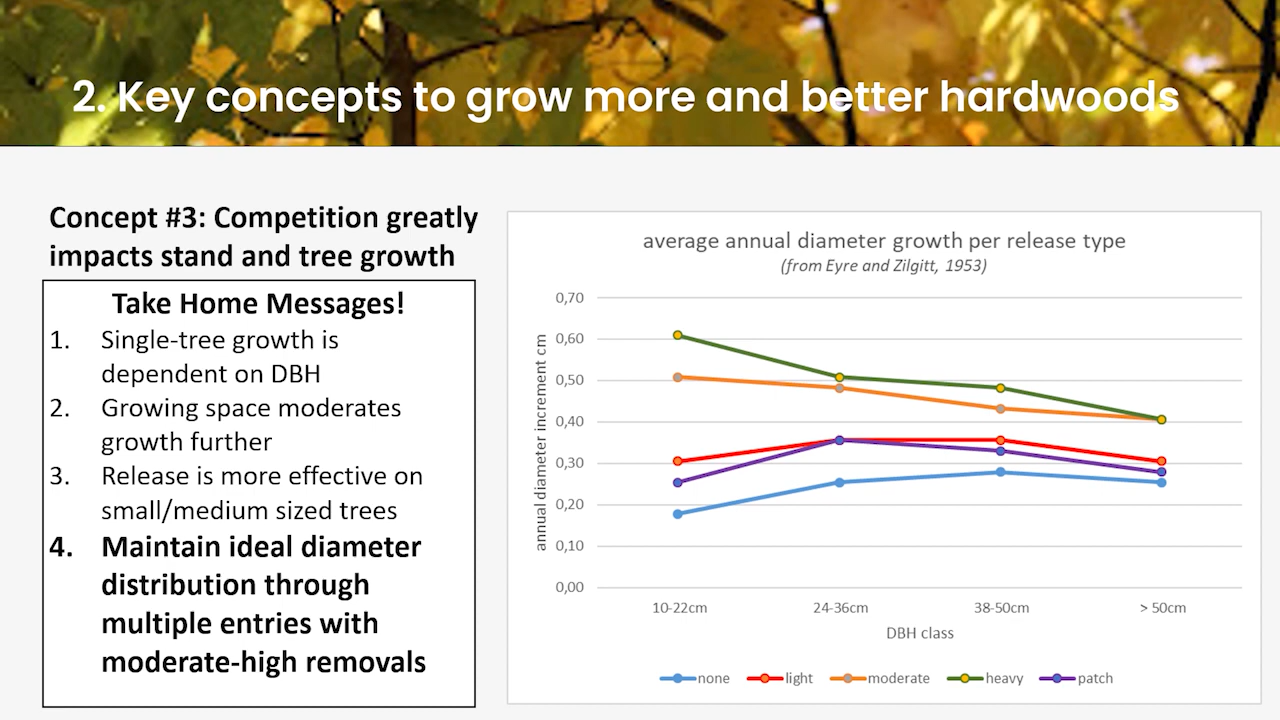 2. Key concepts to grow more and better hardwoods
Concept #3: Competition greatly
impacts stand and tree growth
Take Home Messages!
1. Single-tree growth is
dependent on DBH
2. Growing space moderates
growth further
3. Release is more effective on
small/medium sized trees
4. Maintain ideal diameter
distribution through
multiple entries with
moderate-high removals
average annual diameter growth per release type
(from Eyre and Zilgitt, 1953)
annual diameter increment cm
0,70
0,60
0,50
0,40
0,30
0,20
0,10
0,00
10-22cm 24-36cm 38-50cm > 50cm
DBH class
none light moderate heavy patch